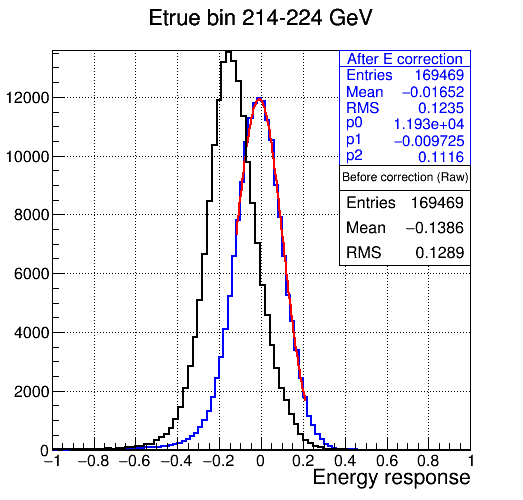 Etrue bin 214-224 GeV
After E correction
Entries 169469
Mean −0.01652
RMS 0.1235
p0 1.193e+04
p1 −0.009725
p2 0.1116
Before correction (Raw)
Entries 169469
Mean −0.1386
RMS 0.1289
12000
10000
8000
6000
4000
2000
0
−1 −0.8 −0.6 −0.4 −0.2 0 0.2 0.4 0.6 0.8 1
Energy response